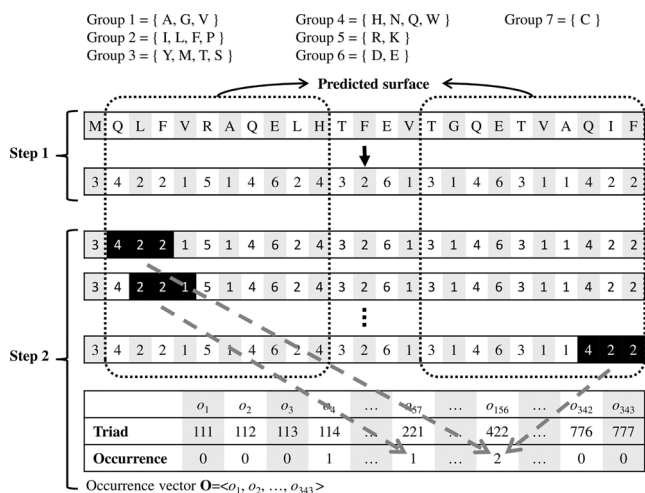 Group 1 = { A, G, V } Group 4 = { H, N, Q, W } Group 7 = { C }
Group 2 = { I, L, F, P } Group 5 = { R, K }
Group 3 = { Y, M, T, S } Group 6 = { D, E }
Predicted surface
M Q L F V R A Q E L H T F E V T G Q E T V A Q I F
Step 1
3 4 2 2 1 5 1 4 6 2 4 3 2 6 1 3 1 4 6 3 1 1 4 2 2
3 4 2 2 1 5 1 4 6 2 4 3 2 6 1 3 1 4 6 3 1 1 4 2 2
3 4 2 2 1 5 1 4 6 2 4 3 2 6 1 3 1 4 6 3 1 1 4 2 2
Step 2
3 4 2 2 1 5 1 4 6 2 4 3 2 6 1 3 1 4 6 3 1 1 4 2 2
o1 o2 o3 o4 ... o57 ... o156 ... o342 o343
Triad 111 112 113 114 ... 221 ... 422 ... 776 777
Occurrence 0 0 0 1 ... 1 ... 2 ... 0 0
Occurrence vector O=<o1, o2, ..., o343>